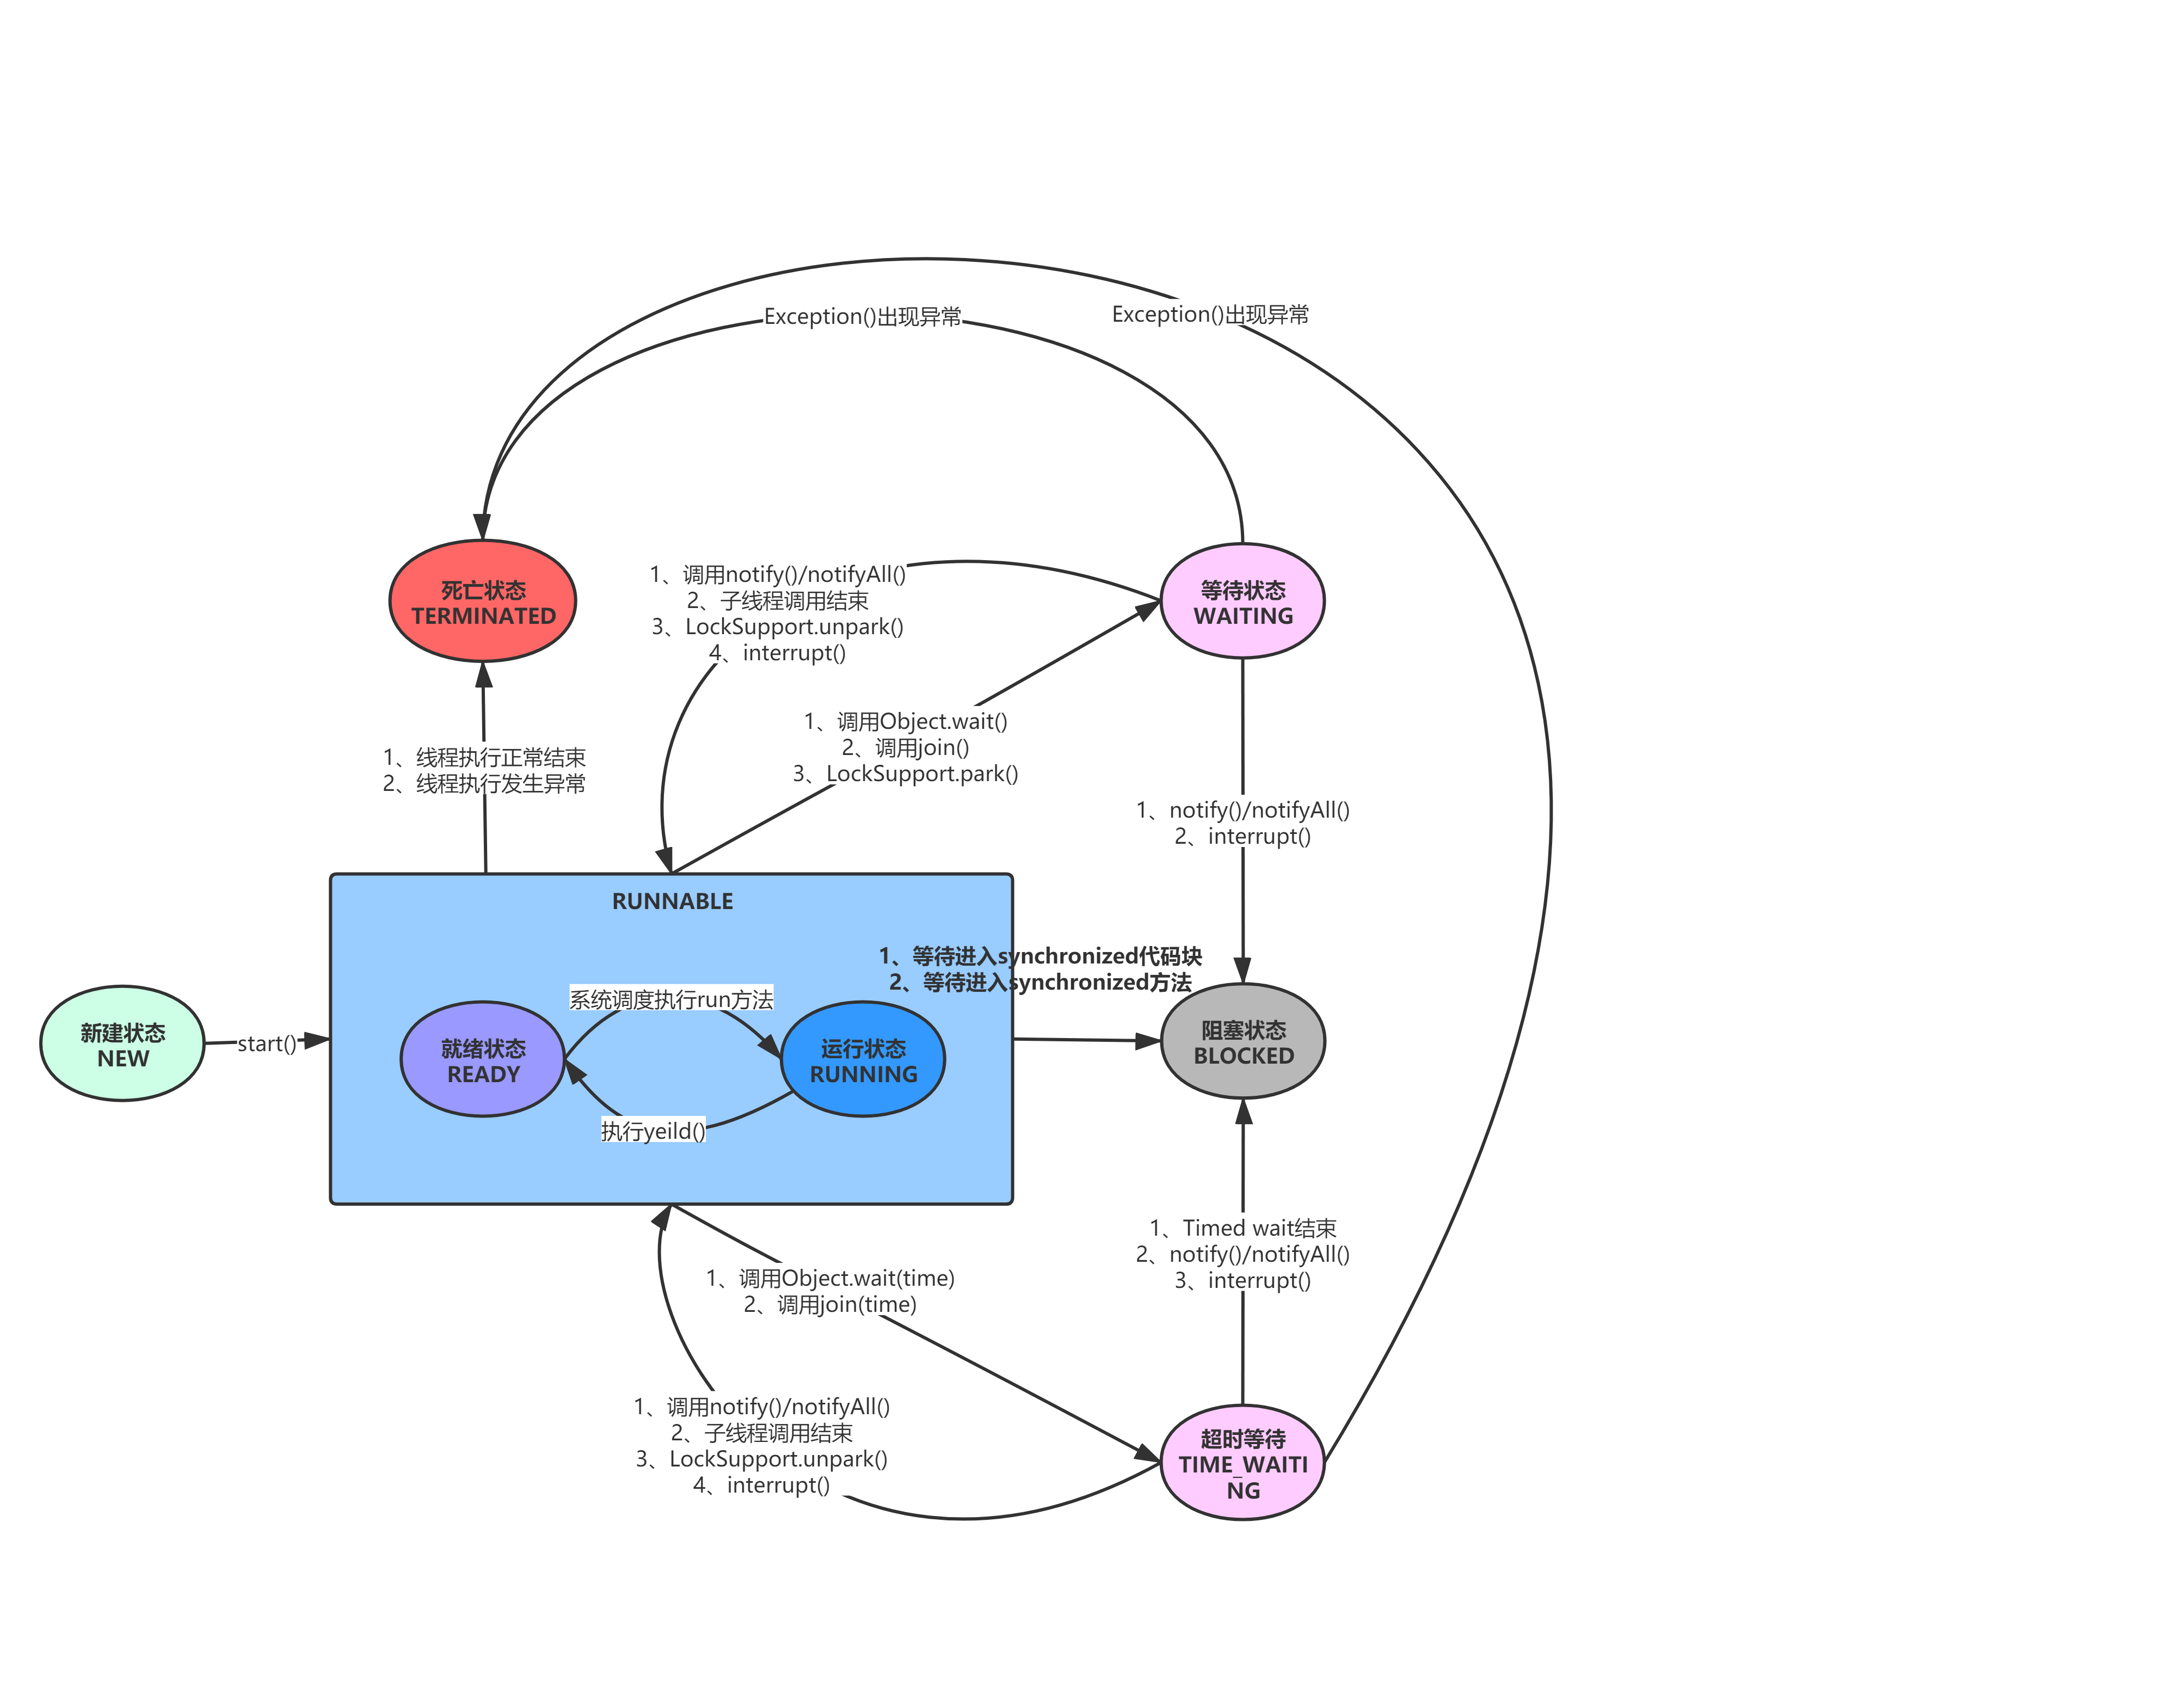 Exception()出现异常
Exception()出现异常
1、调用notify()/notifyAll()
2、子线程调用结束
3、LockSupport.unpark()
4、interrupt()
死亡状态
TERMINATED
等待状态
WAITING
1、调用Object.wait()
2、调用join()
3、LockSupport.park()
1、线程执行正常结束
2、线程执行发生异常
1、notify()/notifyAll()
2、interrupt()
RUNNABLE
1、等待进入synchronized代码块
2、等待进入synchronized方法
新建状态
NEW
start()
系统调度执行run方法
就绪状态
READY
运行状态
RUNNING
执行yeild()
阻塞状态
BLOCKED
1、Timed wait结束
2、notify()/notifyAll()
3、interrupt()
1、调用Object.wait(time)
2、调用join(time)
1、调用notify()/notifyAll()
2、子线程调用结束
3、LockSupport.unpark()
4、interrupt()
超时等待
TIME_WAITI
NG